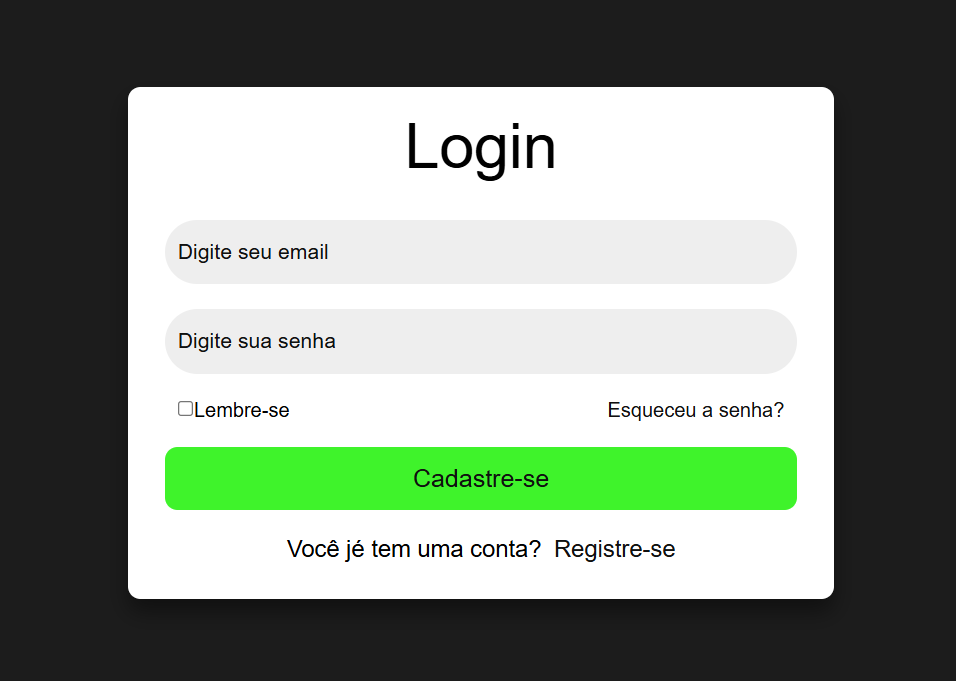 Login
Digite seu email
Digite sua senha
Lembre-se Esqueceu a senha?
Cadastre-se
Você jé tem uma conta? Registre-se